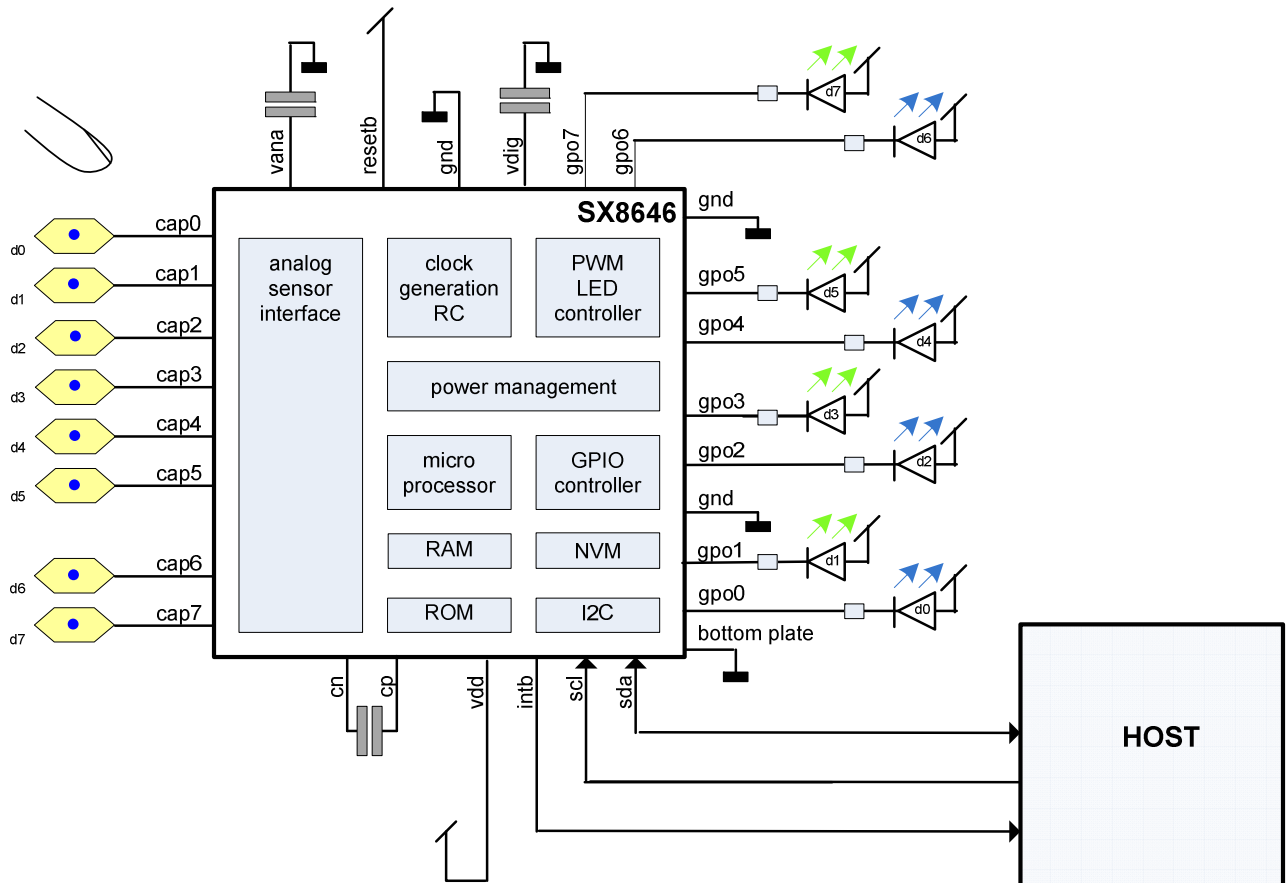 vana
resetb
gnd
vdig
gpo7
gpo6
d7
d6
SX8646
cap0
d0
cap1
d1
cap2
d2
cap3
d3
cap4
d4
cap5
d5
cap6
d6
cap7
d7
analog
sensor
interface
clock
generation
RC
PWM
LED
controller
power management
micro
processor
GPIO
controller
RAM
NVM
ROM
I2C
gnd
gpo5
d5
gpo4
d4
gpo3
d3
gpo2
d2
gnd
gpo1
d1
gpo0
d0
bottom plate
cn
cp
vdd
intb
scl
sda
HOST